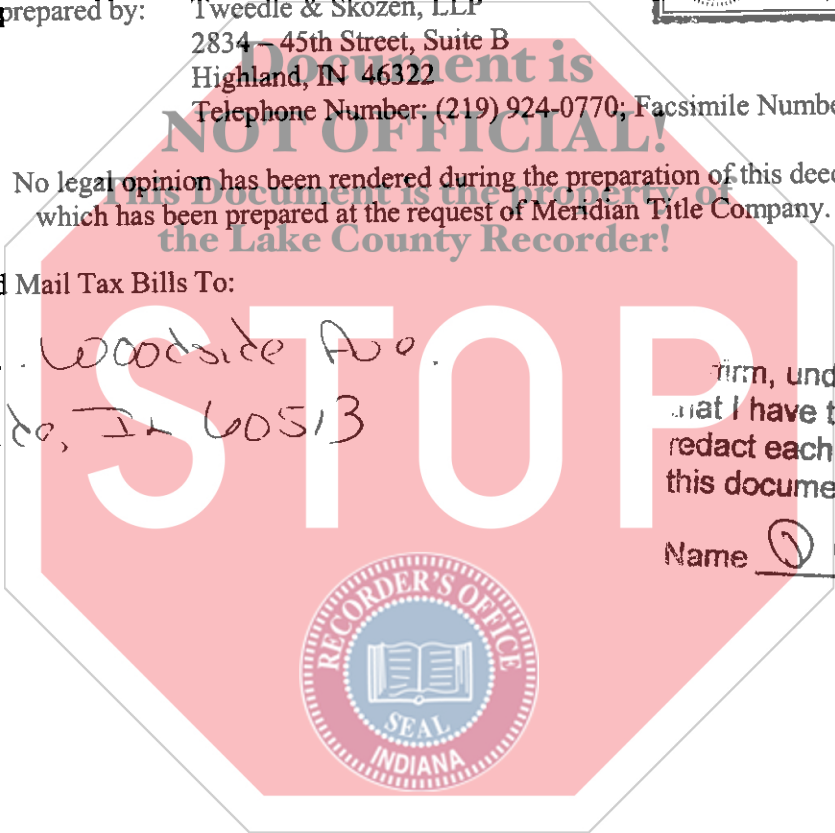 prepared by: Tweedle & Skozen, LLP
2834 – 45th Street, Suite B
Highland, IN 46322
Telephone Number: (219) 924-0770; Facsimile Numbe
Document is
NOT OFFICIAL!
This Document is the property of
the Lake County Recorder!
No legal opinion has been rendered during the preparation of this deed
which has been prepared at the request of Meridian Title Company.
d Mail Tax Bills To:
. Woodside Ave.
60513
STOP
firm, und
that I have t
redact each
this docume
Name
RECORDER'S OFFICE
SEAL
INDIANA